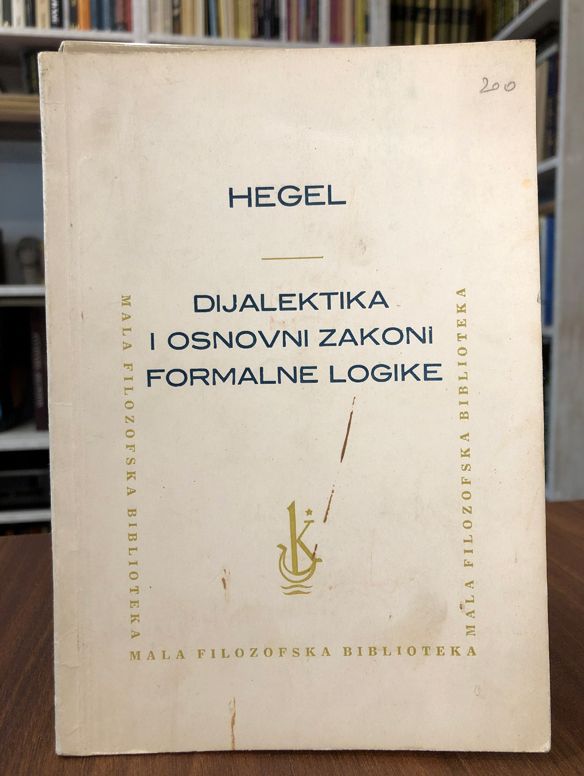 200
HEGEL
DIJALEKTIKA
I OSNOVNI ZAKONI
FORMALNE LOGIKE
MALA FILOZOFSKA BIBLIOTEKA
MALA FILOZOFSKA BIBLIOTEKA
MALA FILOZOFSKA BIBLIOTEKA
K